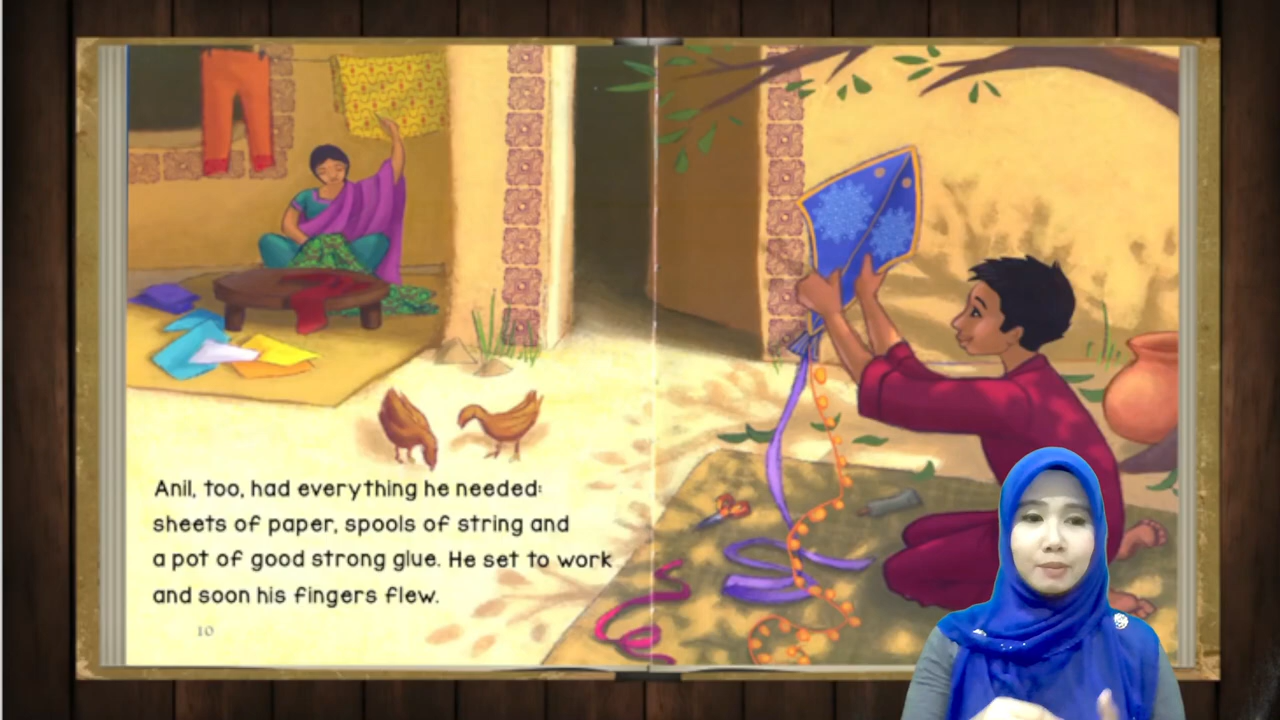 Anil, too, had everything he needed:
sheets of paper, spools of string and
a pot of good strong glue. He set to work
and soon his fingers flew.
10